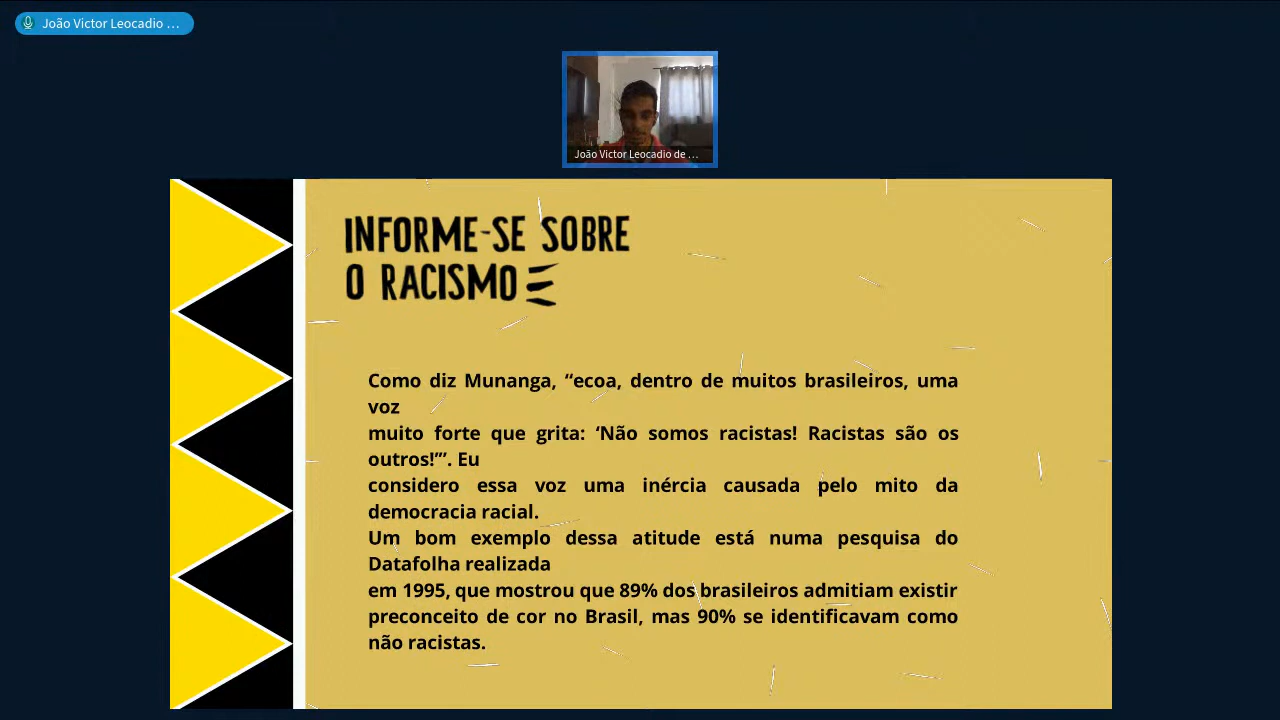 João Victor Leocadio ...
João Victor Leocadio de ...
INFORME-SE SOBRE
O RACISMO
Como diz Munanga, “ecoa, dentro de muitos brasileiros, uma
voz
muito forte que grita: ‘Não somos racistas! Racistas são os
outros!’”. Eu
considero essa voz uma inércia causada pelo mito da
democracia racial.
Um bom exemplo dessa atitude está numa pesquisa do
Datafolha realizada
em 1995, que mostrou que 89% dos brasileiros admitiam existir
preconceito de cor no Brasil, mas 90% se identificavam como
não racistas.